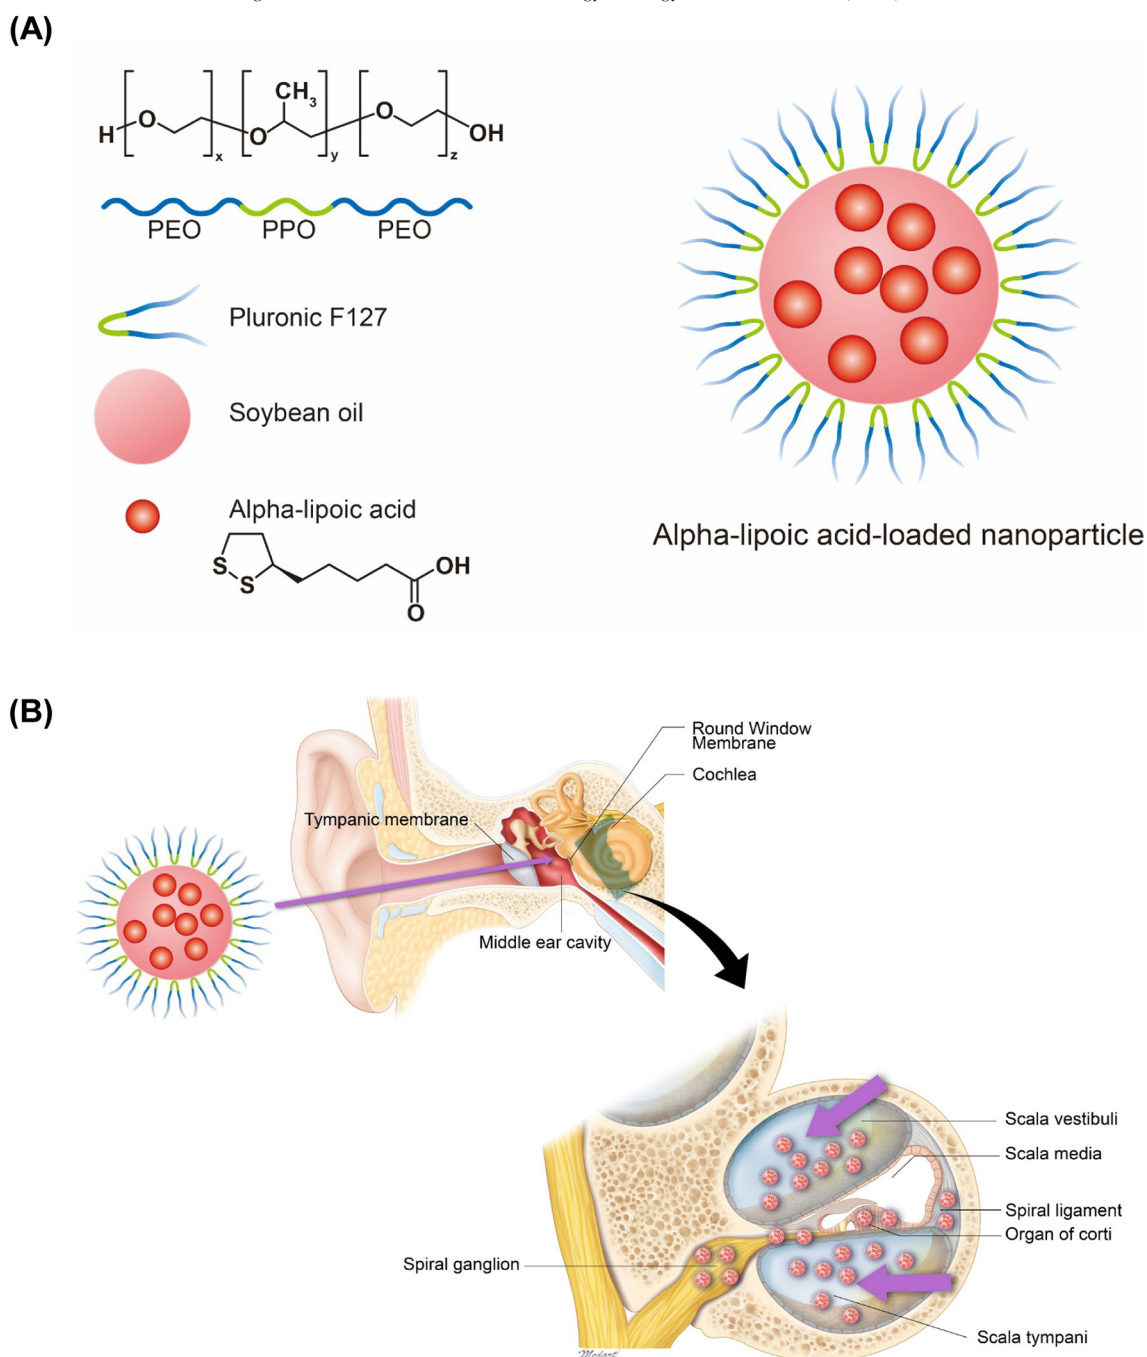 (A)
H
O
x
CH3
O
y
O
z
OH
PEO
PPO
PEO
Pluronic F127
Soybean oil
Alpha-lipoic acid
S
S
OH
O
Alpha-lipoic acid-loaded nanoparticle
(B)
Round Window
Membrane
Cochlea
Tympanic membrane
Middle ear cavity
Scala vestibuli
Scala media
Spiral ligament
Organ of corti
Spiral ganglion
Scala tympani